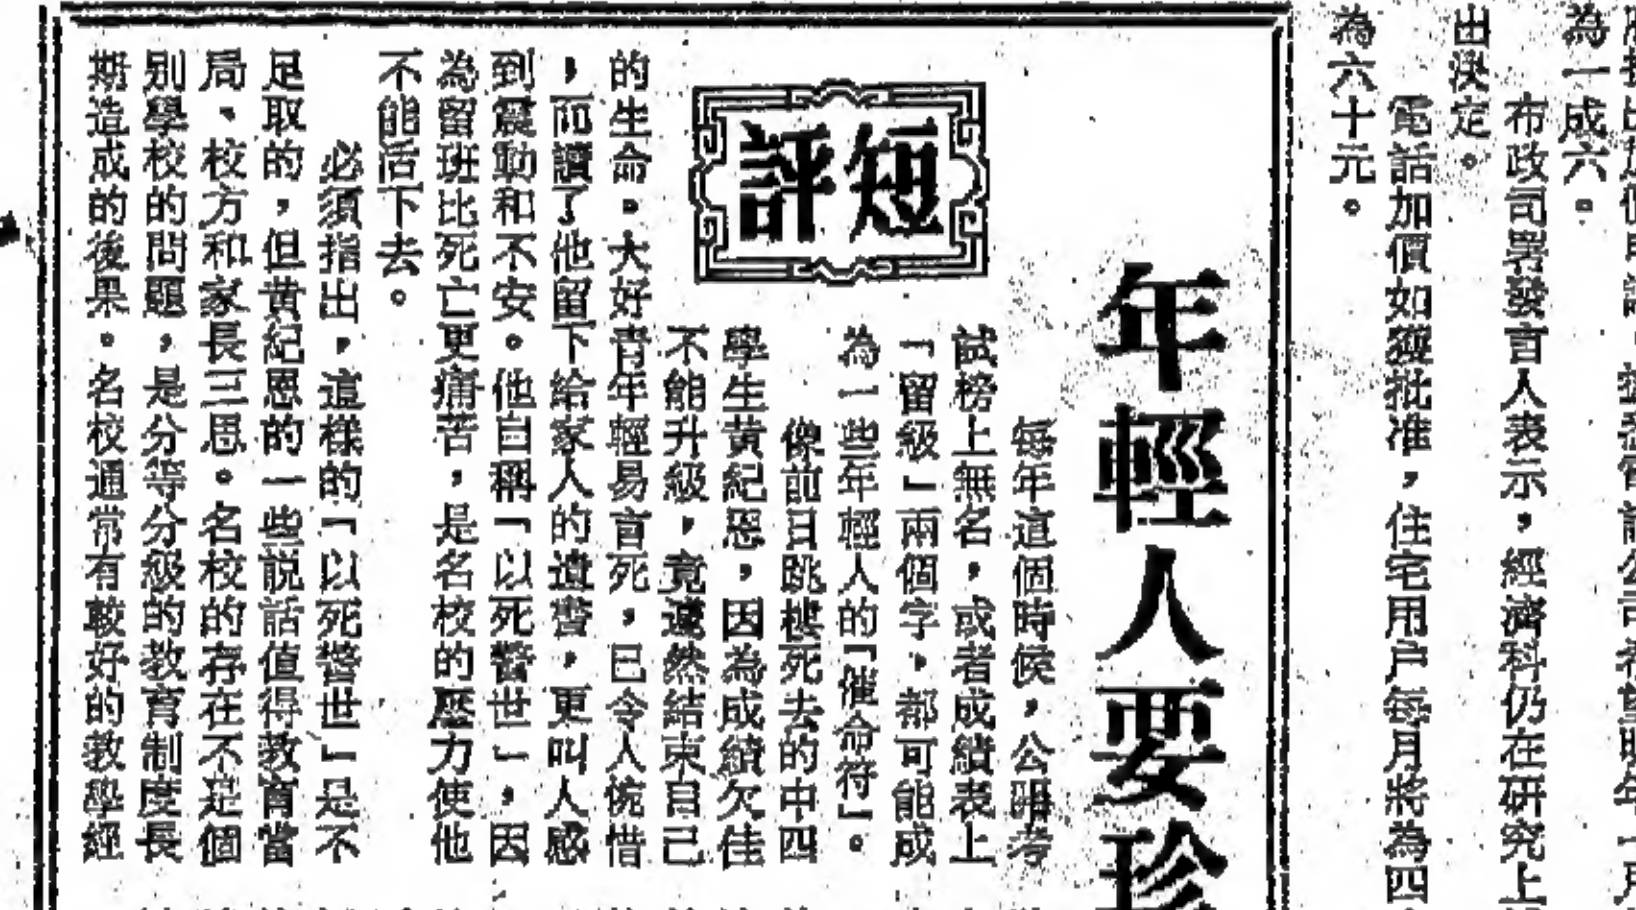 為一成六。
出決定。
布政司署發言人表示，經濟科仍在研究上
電話加價如獲批准，住宅用戶每月將為四
為六十元。
年輕人要珍
短評
每年這個時候，公開考
試榜上無名，或者成績表上
「留級」兩個字，都可能成
為一些年輕人的「催命符」。
像前日跳樓死去的中四
學生黃紀恩，因為成績欠佳
不能升級，竟遽然結束自己
的生命。大好青年輕易言死，已令人惋惜
，而讀了他留下給家人的遺書，更叫人感
到震動和不安。他自稱「以死警世」，因
為留班比死亡更痛苦，是名校的壓力使他
不能活下去。
必須指出，這樣的「以死警世」是不
足取的，但黃紀恩的一些說話值得教育當
局、校方和家長三思。名校的存在不是個
別學校的問題，是分等分級的教育制度長
期造成的後果。名校通常有較好的教學經